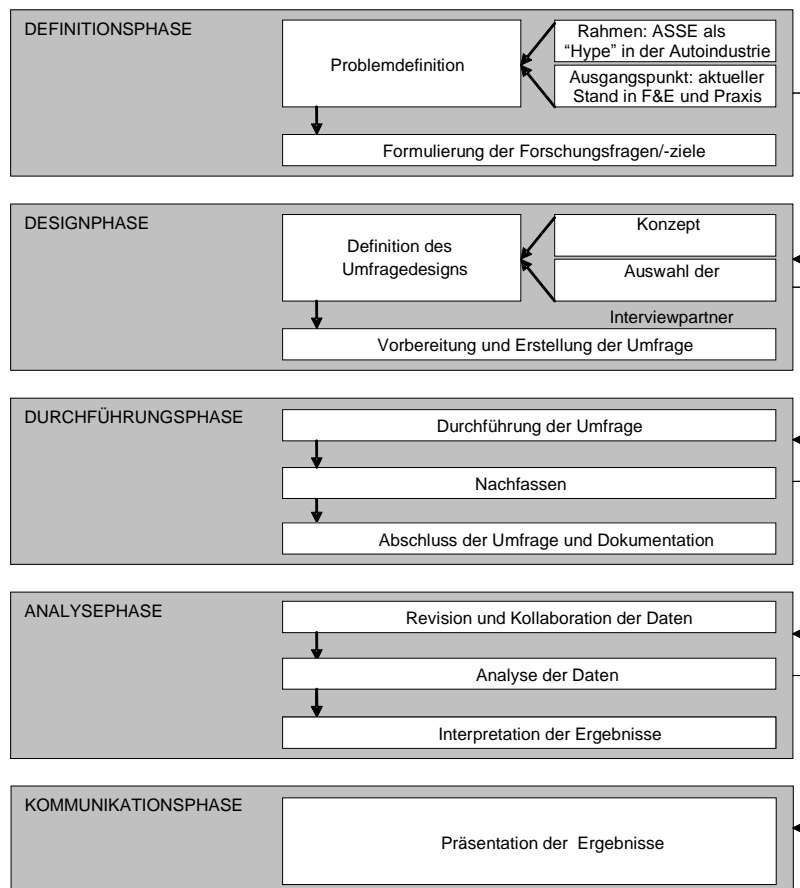 DEFINITIONSPHASE
Problemdefinition
Rahmen: ASSE als
“Hype” in der Autoindustrie
Ausgangspunkt: aktueller
Stand in F&E und Praxis
Formulierung der Forschungsfragen/-ziele
DESIGNPHASE
Definition des
Umfragedesigns
Konzept
Auswahl der
Interviewpartner
Vorbereitung und Erstellung der Umfrage
DURCHFÜHRUNGSPHASE
Durchführung der Umfrage
Nachfassen
Abschluss der Umfrage und Dokumentation
ANALYSEPHASE
Revision und Kollaboration der Daten
Analyse der Daten
Interpretation der Ergebnisse
KOMMUNIKATIONSPHASE
Präsentation der Ergebnisse